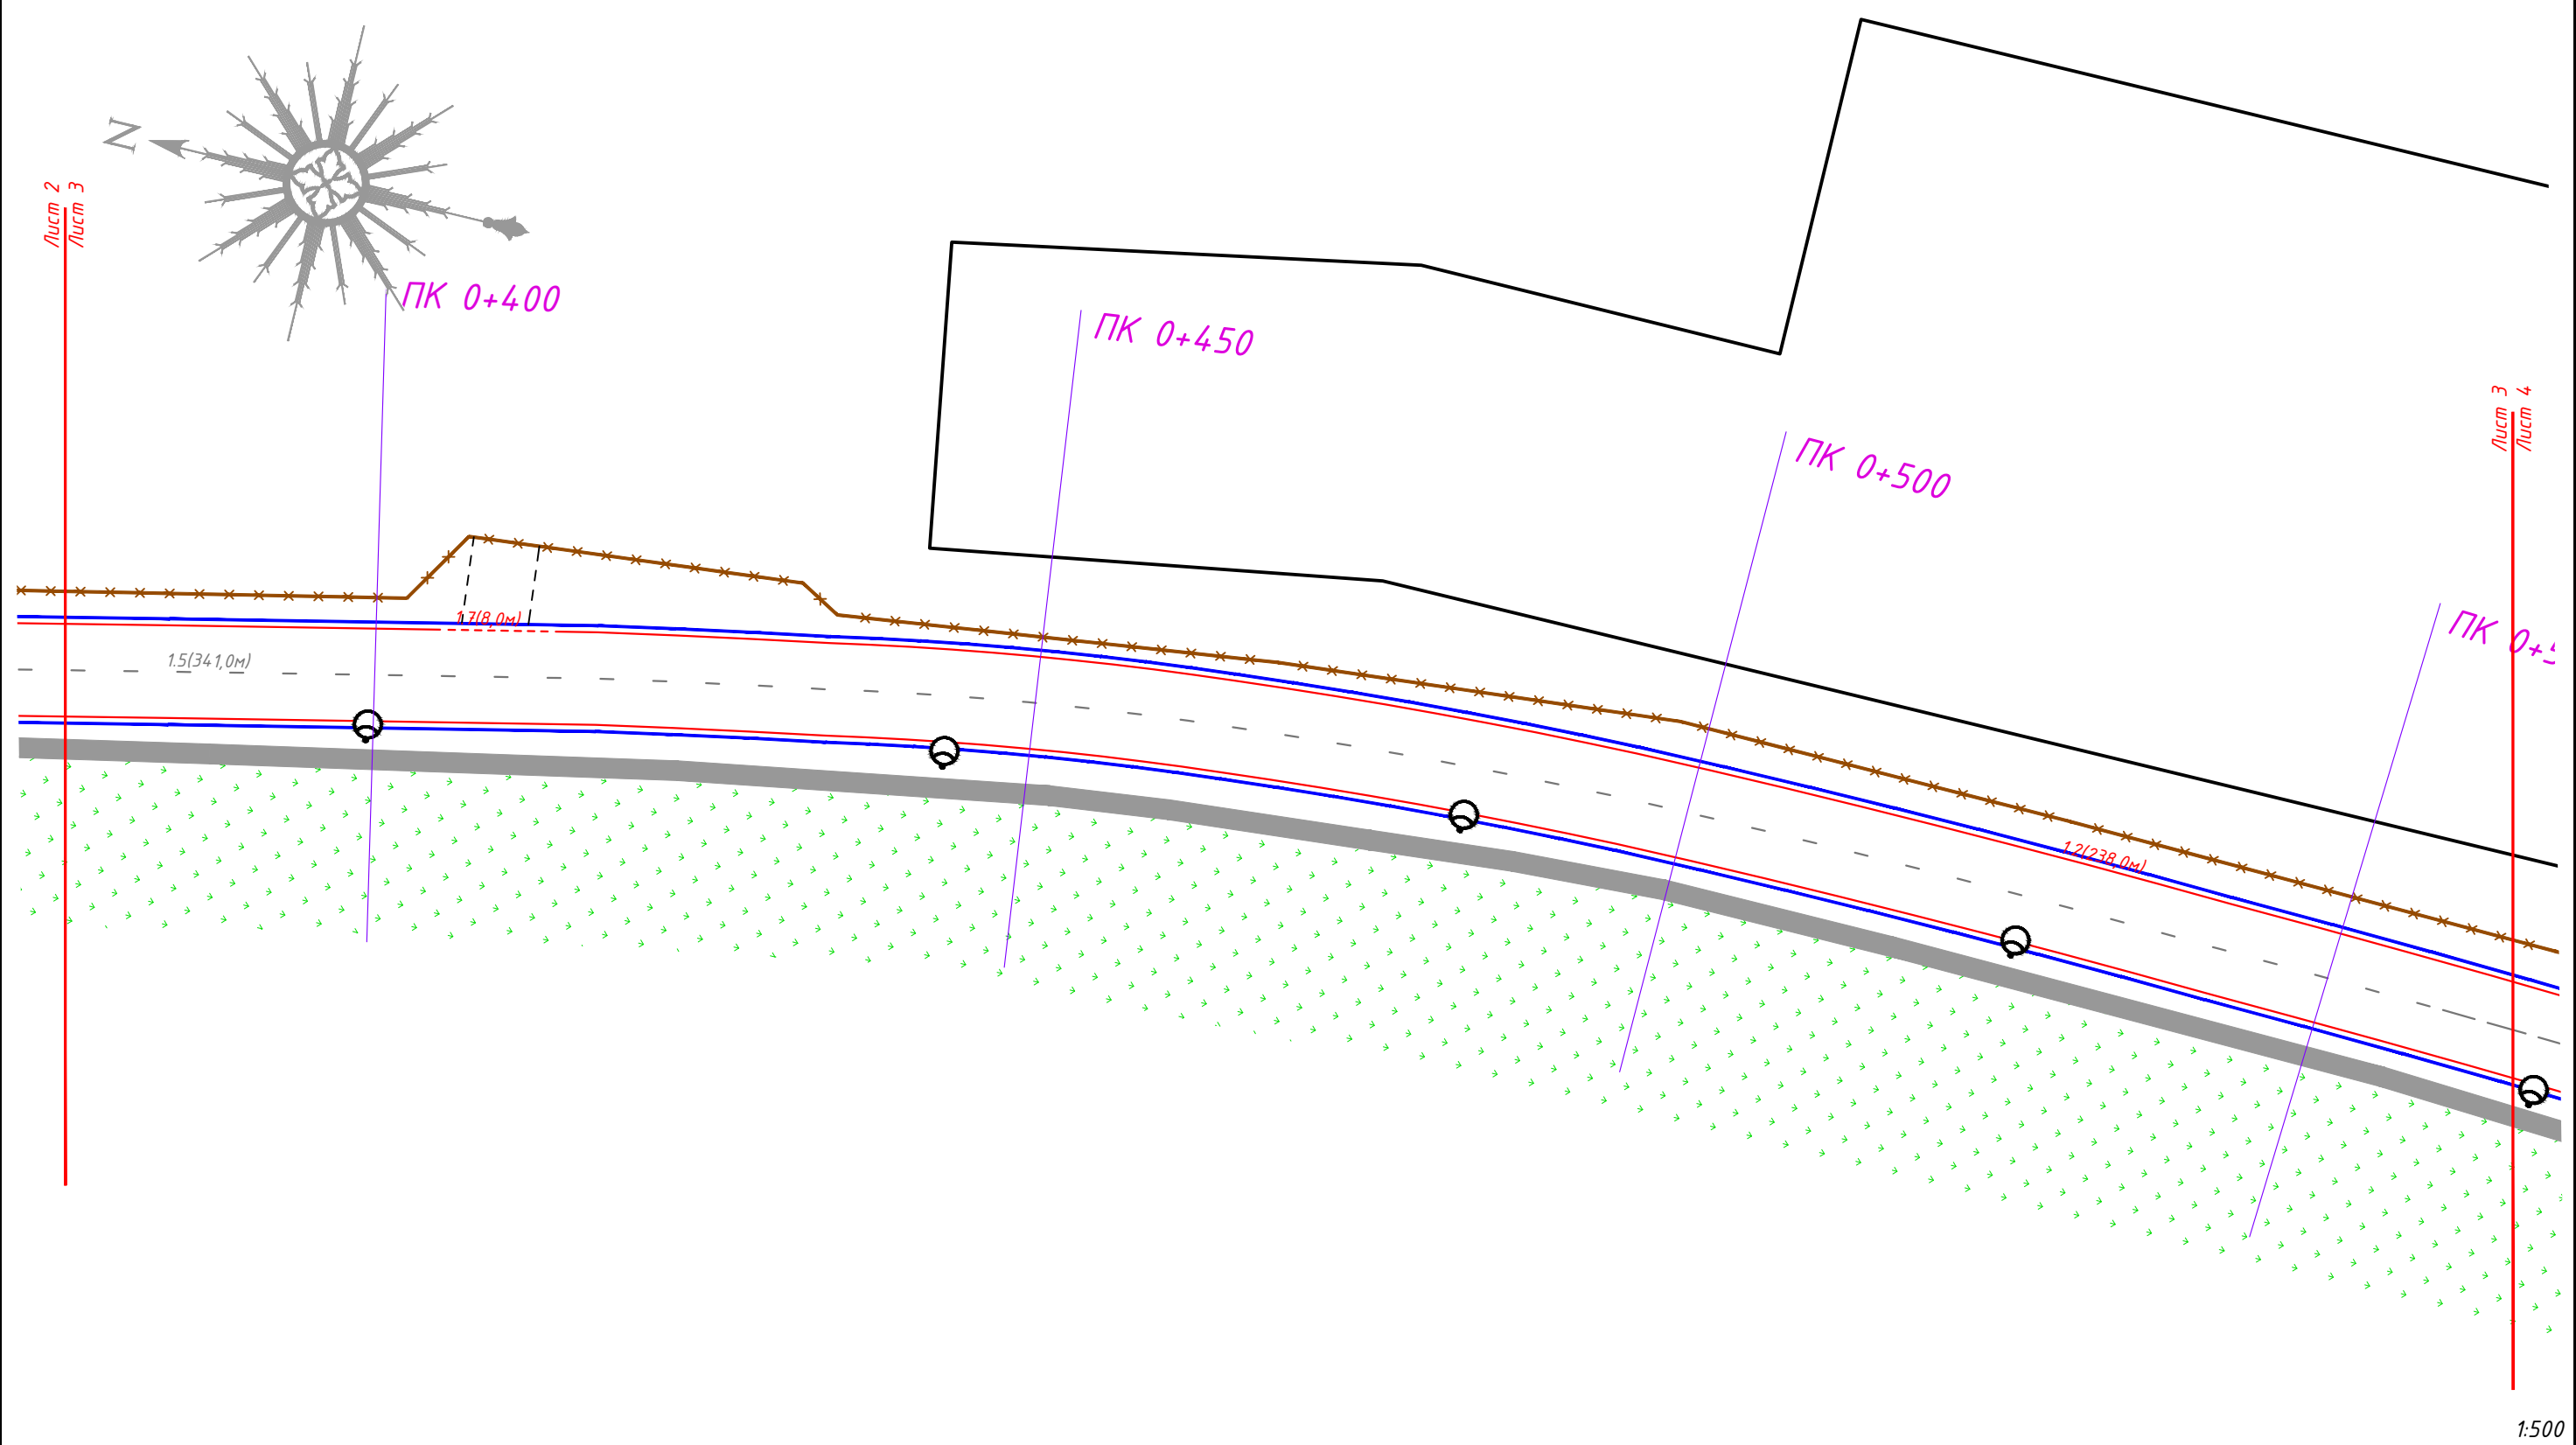 N
Лист 2
Лист 3
ПК 0+400
ПК 0+450
ПК 0+500
Лист 3
Лист 4
ПК 0+5
1.7(8,0м)
1.5(341,0м)
1.2(238,0м)
1:500